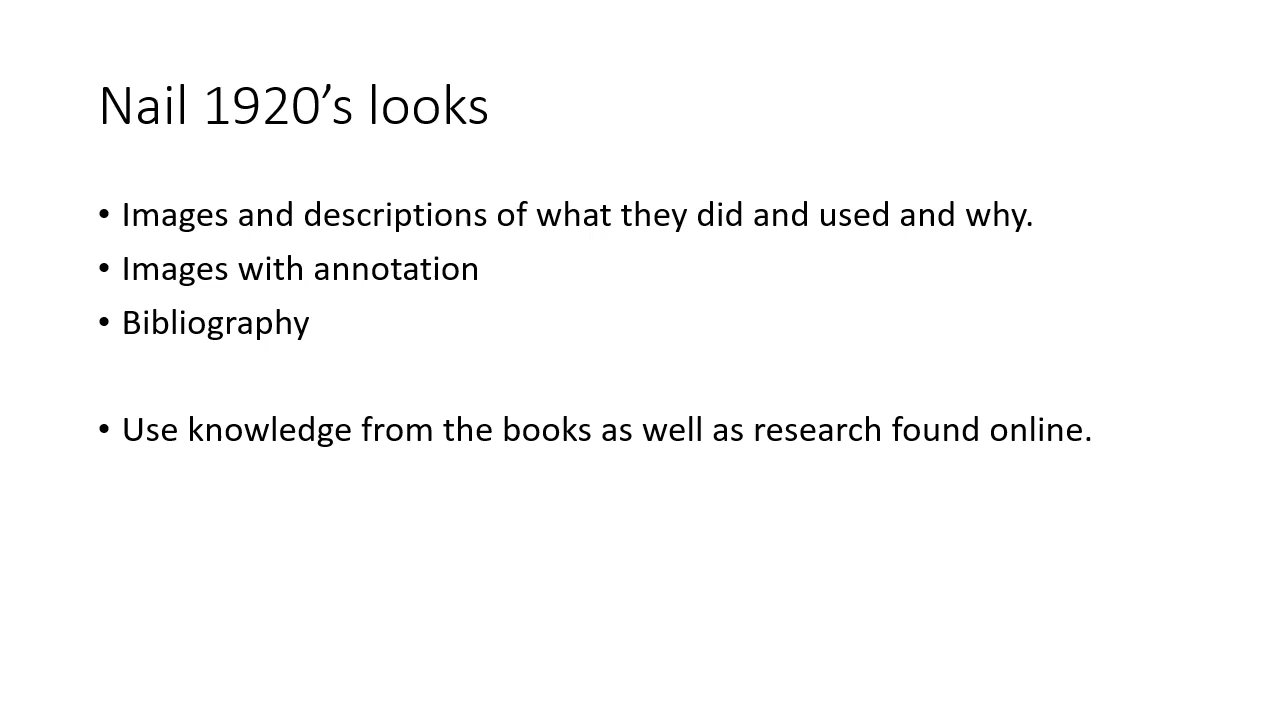 Nail 1920’s looks
• Images and descriptions of what they did and used and why.
• Images with annotation
• Bibliography
• Use knowledge from the books as well as research found online.